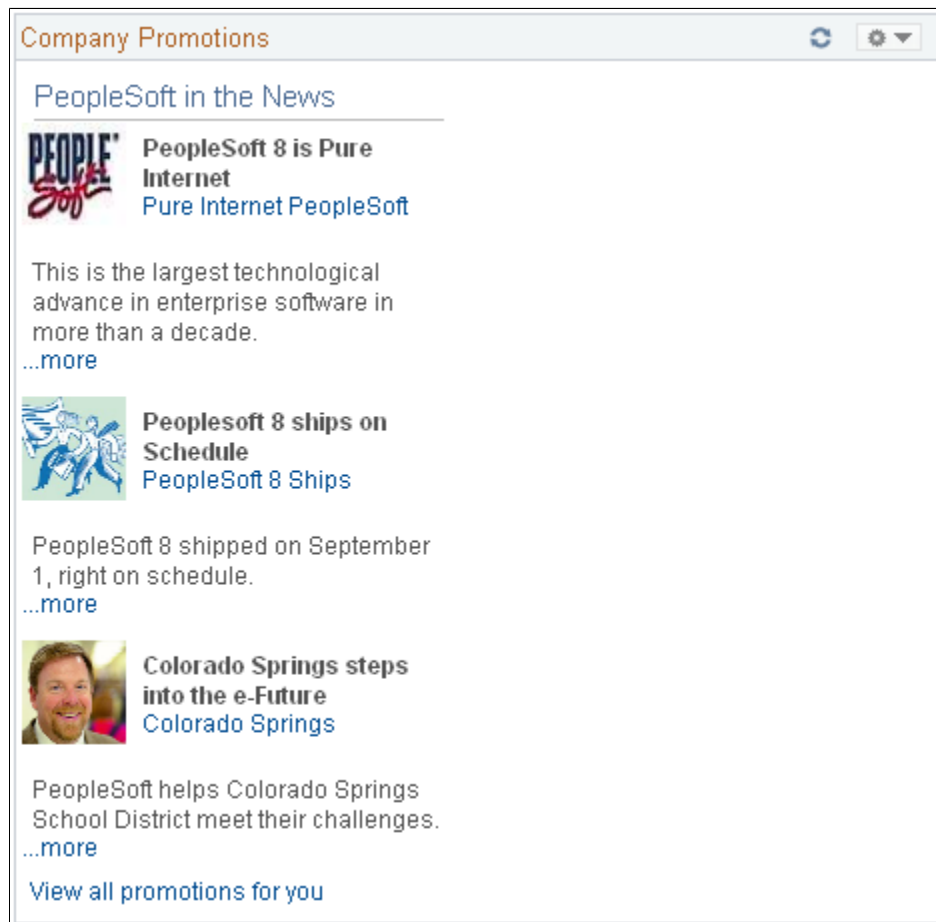 Company Promotions
PeopleSoft in the News
PEOPLE
Soft
PeopleSoft 8 is Pure
Internet
Pure Internet PeopleSoft
This is the largest technological
advance in enterprise software in
more than a decade.
...more
Peoplesoft 8 ships on
Schedule
PeopleSoft 8 Ships
PeopleSoft 8 shipped on September
1, right on schedule.
...more
Colorado Springs steps
into the e-Future
Colorado Springs
PeopleSoft helps Colorado Springs
School District meet their challenges.
...more
View all promotions for you